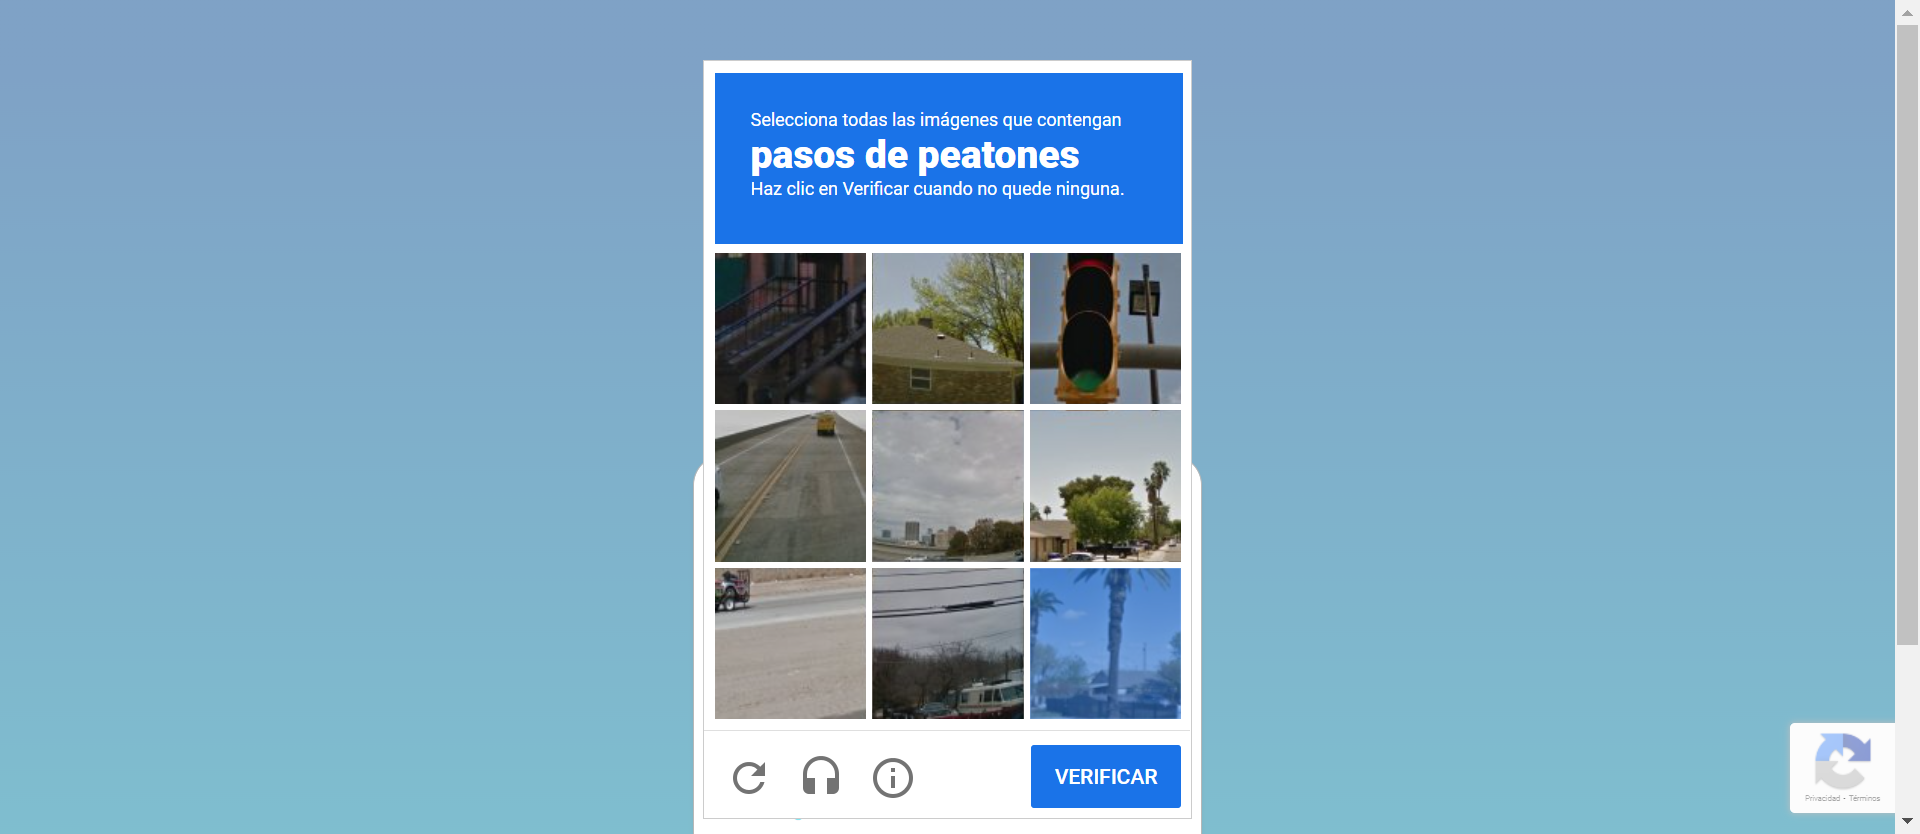 Selecciona todas las imágenes que contengan
pasos de peatones
Haz clic en Verificar cuando no quede ninguna.
VERIFICAR
Privacidad - Términos